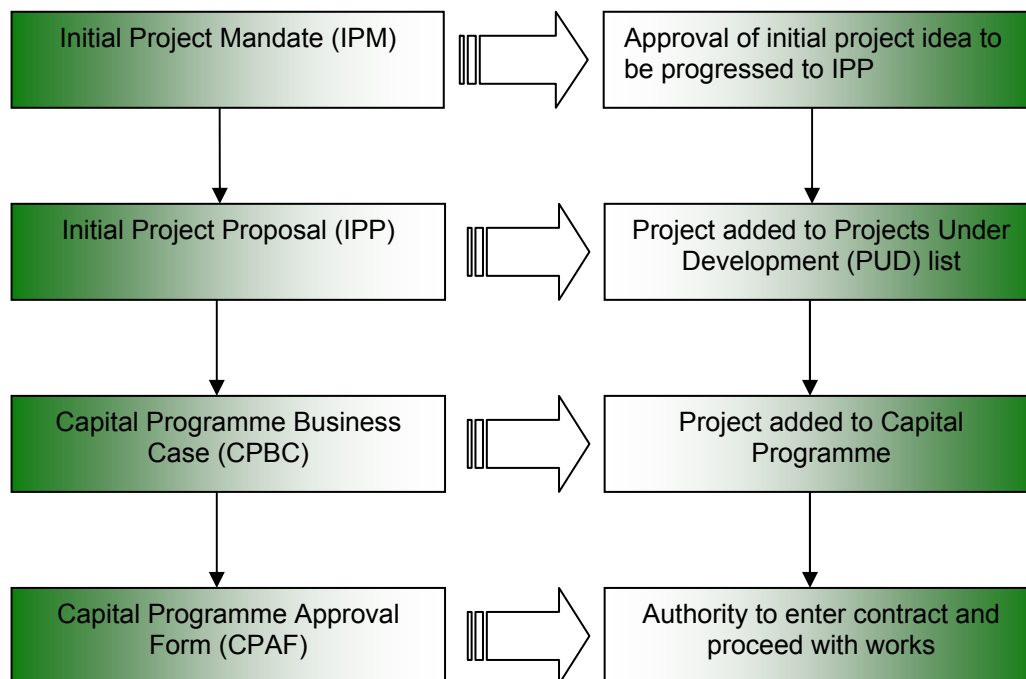 Initial Project Mandate (IPM)
Approval of initial project idea to
be progressed to IPP
Initial Project Proposal (IPP)
Project added to Projects Under
Development (PUD) list
Capital Programme Business
Case (CPBC)
Project added to Capital
Programme
Capital Programme Approval
Form (CPAF)
Authority to enter contract and
proceed with works